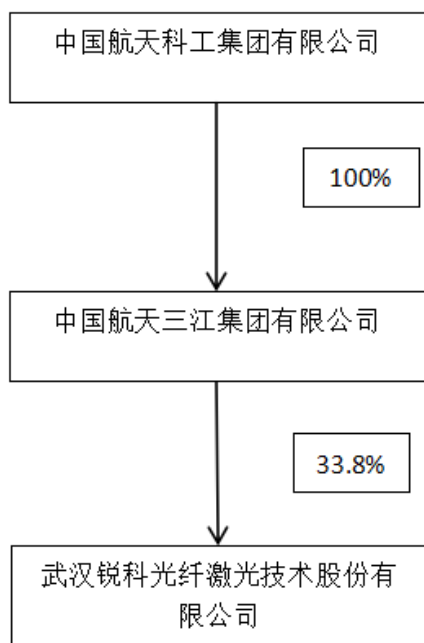 中国航天科工集团有限公司
100%
中国航天三江集团有限公司
33.8%
武汉锐科光纤激光技术股份有
限公司